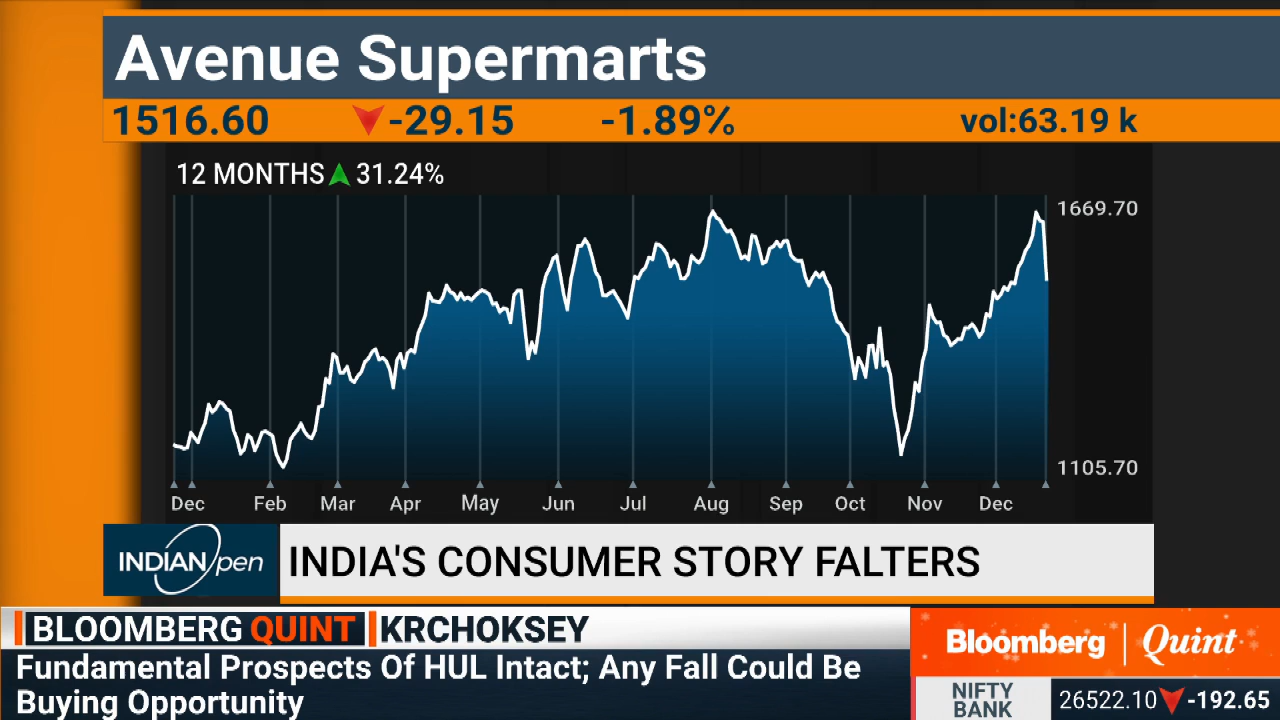 Avenue Supermarts
1516.60 -29.15 -1.89% vol:63.19 k
12 MONTHS 31.24%
1669.70
1105.70
Dec Feb Mar Apr May Jun Jul Aug Sep Oct Nov Dec
INDIAN Open INDIA'S CONSUMER STORY FALTERS
BLOOMBERG QUINT KRCHOKSEY
Fundamental Prospects Of HUL Intact; Any Fall Could Be
Buying Opportunity
Bloomberg | Quint
NIFTY
BANK
26522.10 -192.65